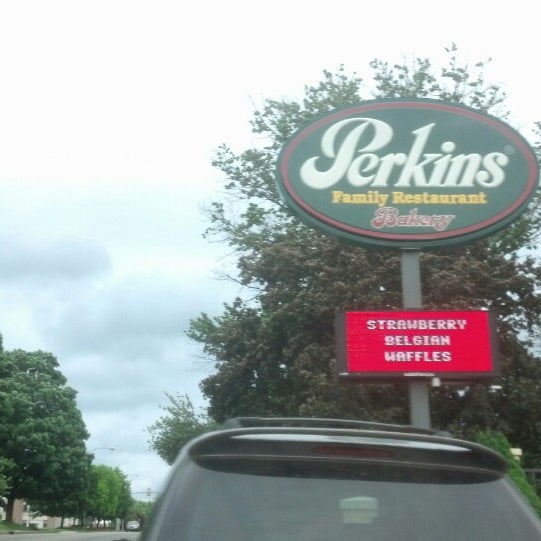 Perkins®
Family Restaurant
Bakery
STRAWBERRY
BELGIAN
WAFFLES